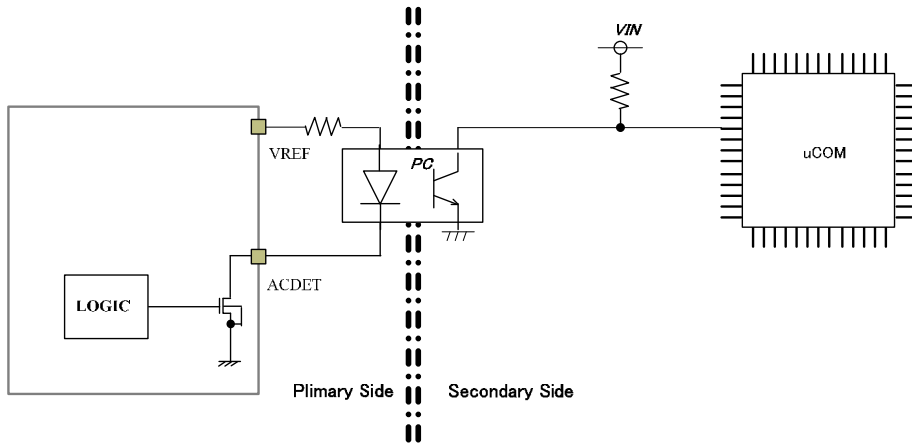 VIN
VREF
PC
uCOM
ACDET
LOGIC
Plimary Side
Secondary Side